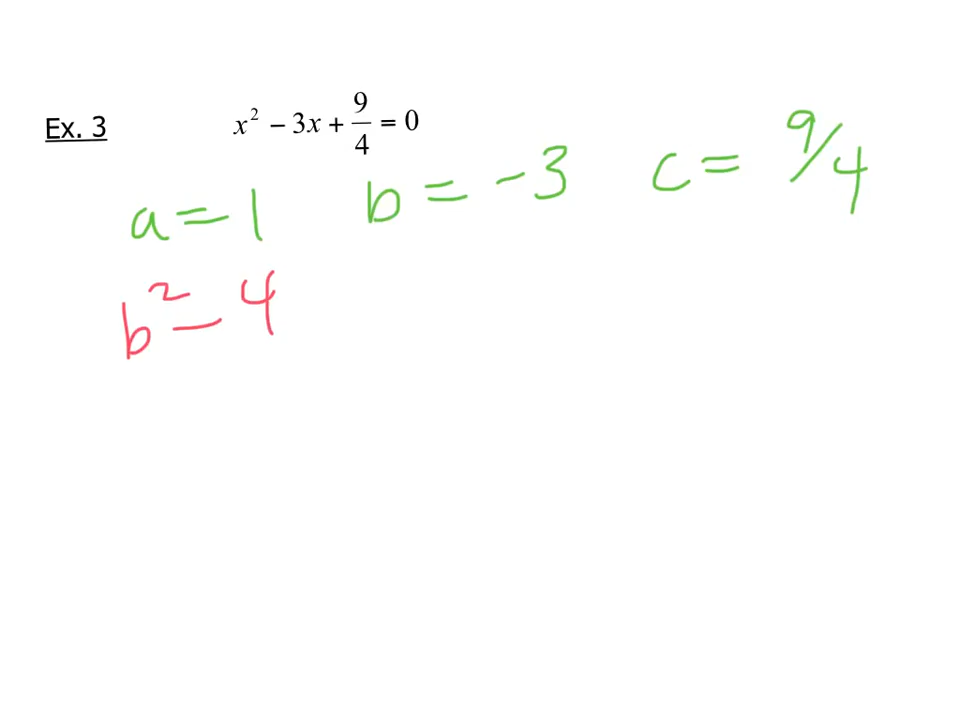 Ex. 3 x² − 3x + 9/4 = 0
a = 1 b = -3 c = 9/4
b² - 4